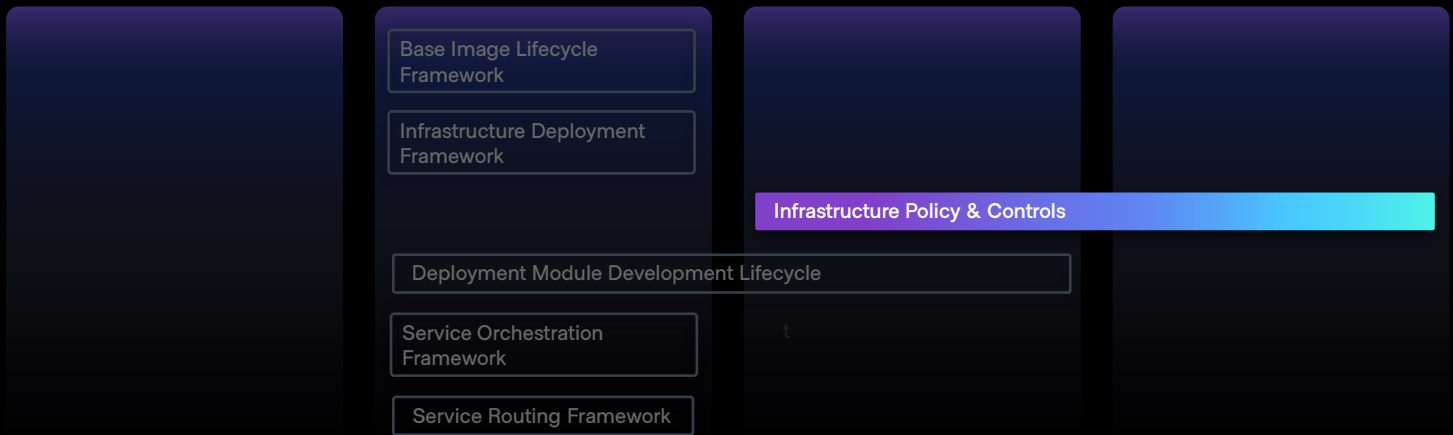 Base Image Lifecycle
Framework
Infrastructure Deployment
Framework
Infrastructure Policy & Controls
Deployment Module Development Lifecycle
Service Orchestration
Framework
t
Service Routing Framework